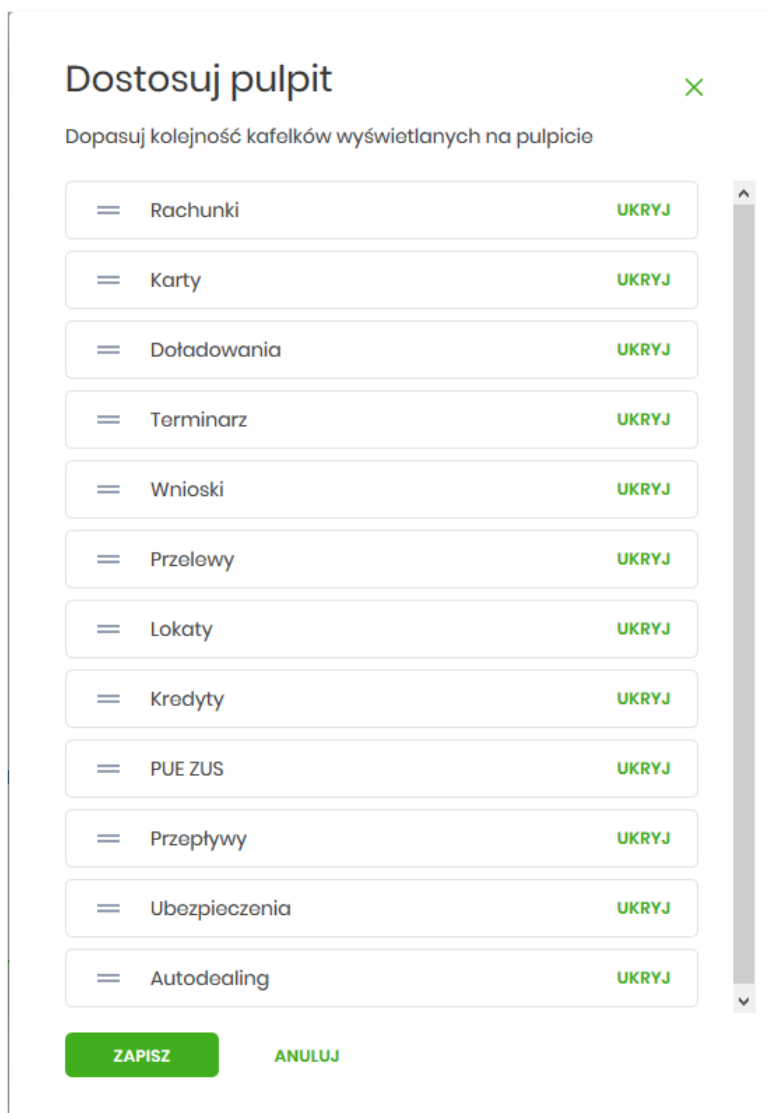 Dostosuj pulpit
Dopasuj kolejność kafelków wyświetlanych na pulpicie
Rachunki UKRYJ
Karty UKRYJ
Doładowania UKRYJ
Terminarz UKRYJ
Wnioski UKRYJ
Przelewy UKRYJ
Lokaty UKRYJ
Kredyty UKRYJ
PUE ZUS UKRYJ
Przepływy UKRYJ
Ubezpieczenia UKRYJ
Autodealing UKRYJ
ZAPISZ ANULUJ